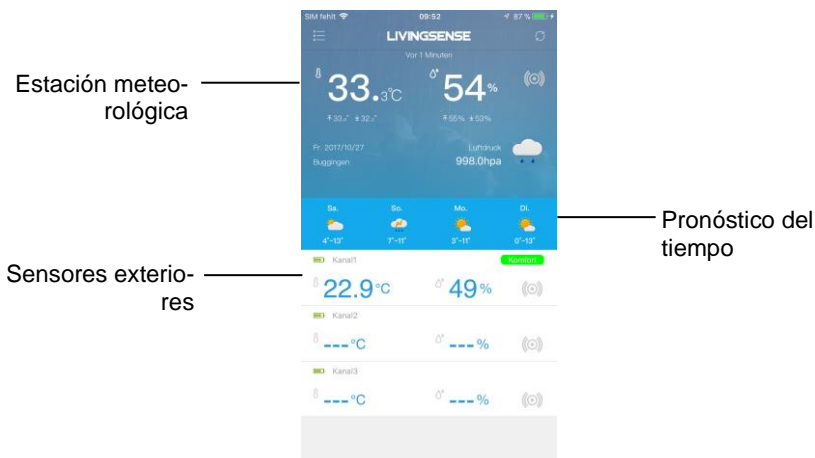 SIM fehlt 09:52 87 %
LIVINGSENSE
Vor 1 Minuten
33.3°C 54%
55% 53%
Fr. 2017/10/27 Luftdruck
Buggingen 998.0hpa
Sa. So. Mo. Di.
4°~13° 7°~11° 3°~11° 0°~13°
Kanal1 Komfort
22.9°C 49%
Kanal2
---°C ---%
Kanal3
---°C ---%
Estación meteo-
rológica
Sensores exterio-
res
Pronóstico del
tiempo